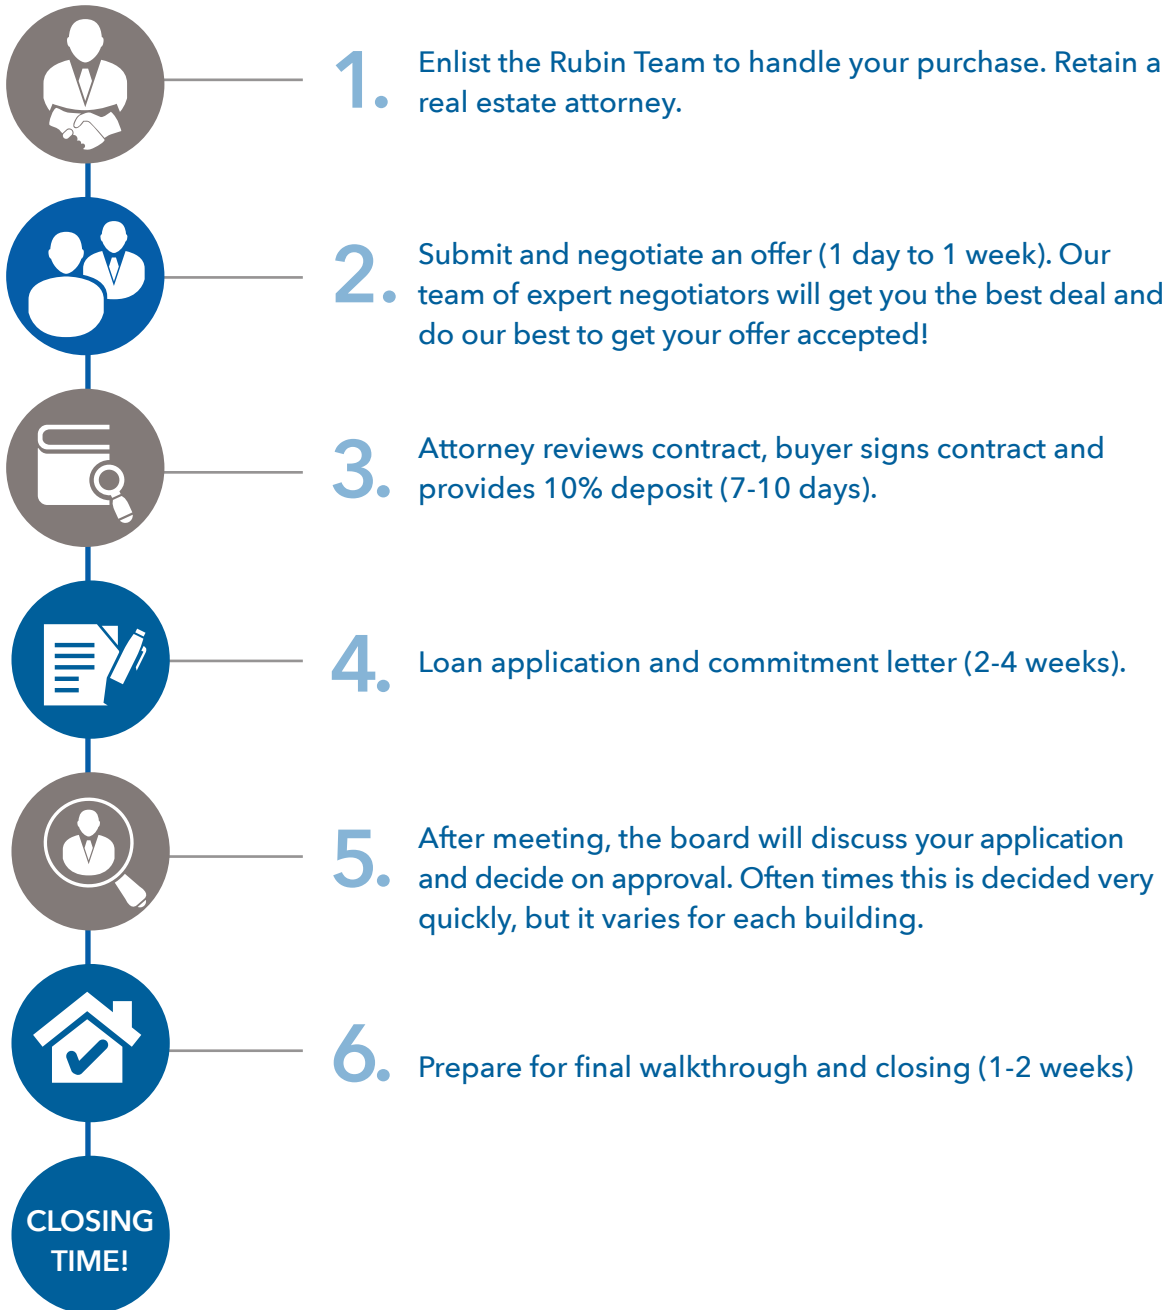 1. Enlist the Rubin Team to handle your purchase. Retain a
real estate attorney.
2. Submit and negotiate an offer (1 day to 1 week). Our
team of expert negotiators will get you the best deal and
do our best to get your offer accepted!
3. Attorney reviews contract, buyer signs contract and
provides 10% deposit (7-10 days).
4. Loan application and commitment letter (2-4 weeks).
5. After meeting, the board will discuss your application
and decide on approval. Often times this is decided very
quickly, but it varies for each building.
6. Prepare for final walkthrough and closing (1-2 weeks)
CLOSING
TIME!